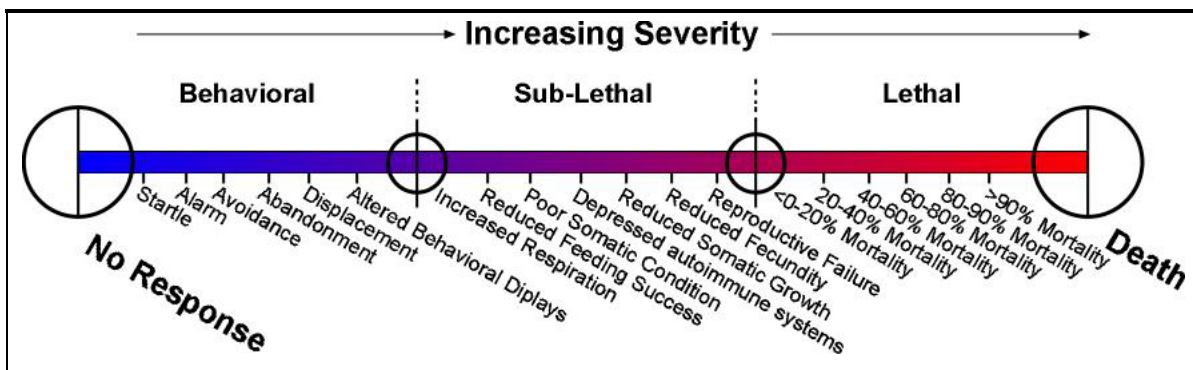 Increasing Severity
Behavioral
Sub-Lethal
Lethal
No Response
Startle
Alarm
Avoidance
Abandonment
Displacement
Altered Behavioral Diplays
Increased Respiration
Reduced Feeding Success
Poor Somatic Condition
Depressed autoimmune systems
Reduced Somatic Growth
Reduced Fecundity
Reproductive Failure
<0-20% Mortality
20-40% Mortality
40-60% Mortality
60-80% Mortality
80-90% Mortality
>90% Mortality
Death